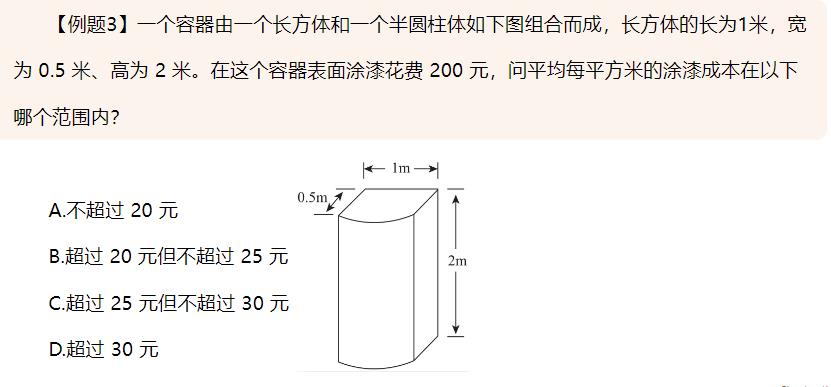 【例题3】一个容器由一个长方体和一个半圆柱体如下图组合而成，长方体的长为1米，宽
为 0.5 米、高为 2 米。在这个容器表面涂漆花费 200 元，问平均每平方米的涂漆成本在以下
哪个范围内？
1m
0.5m
A.不超过 20 元
B.超过 20 元但不超过 25 元
2m
C.超过 25 元但不超过 30 元
D.超过 30 元